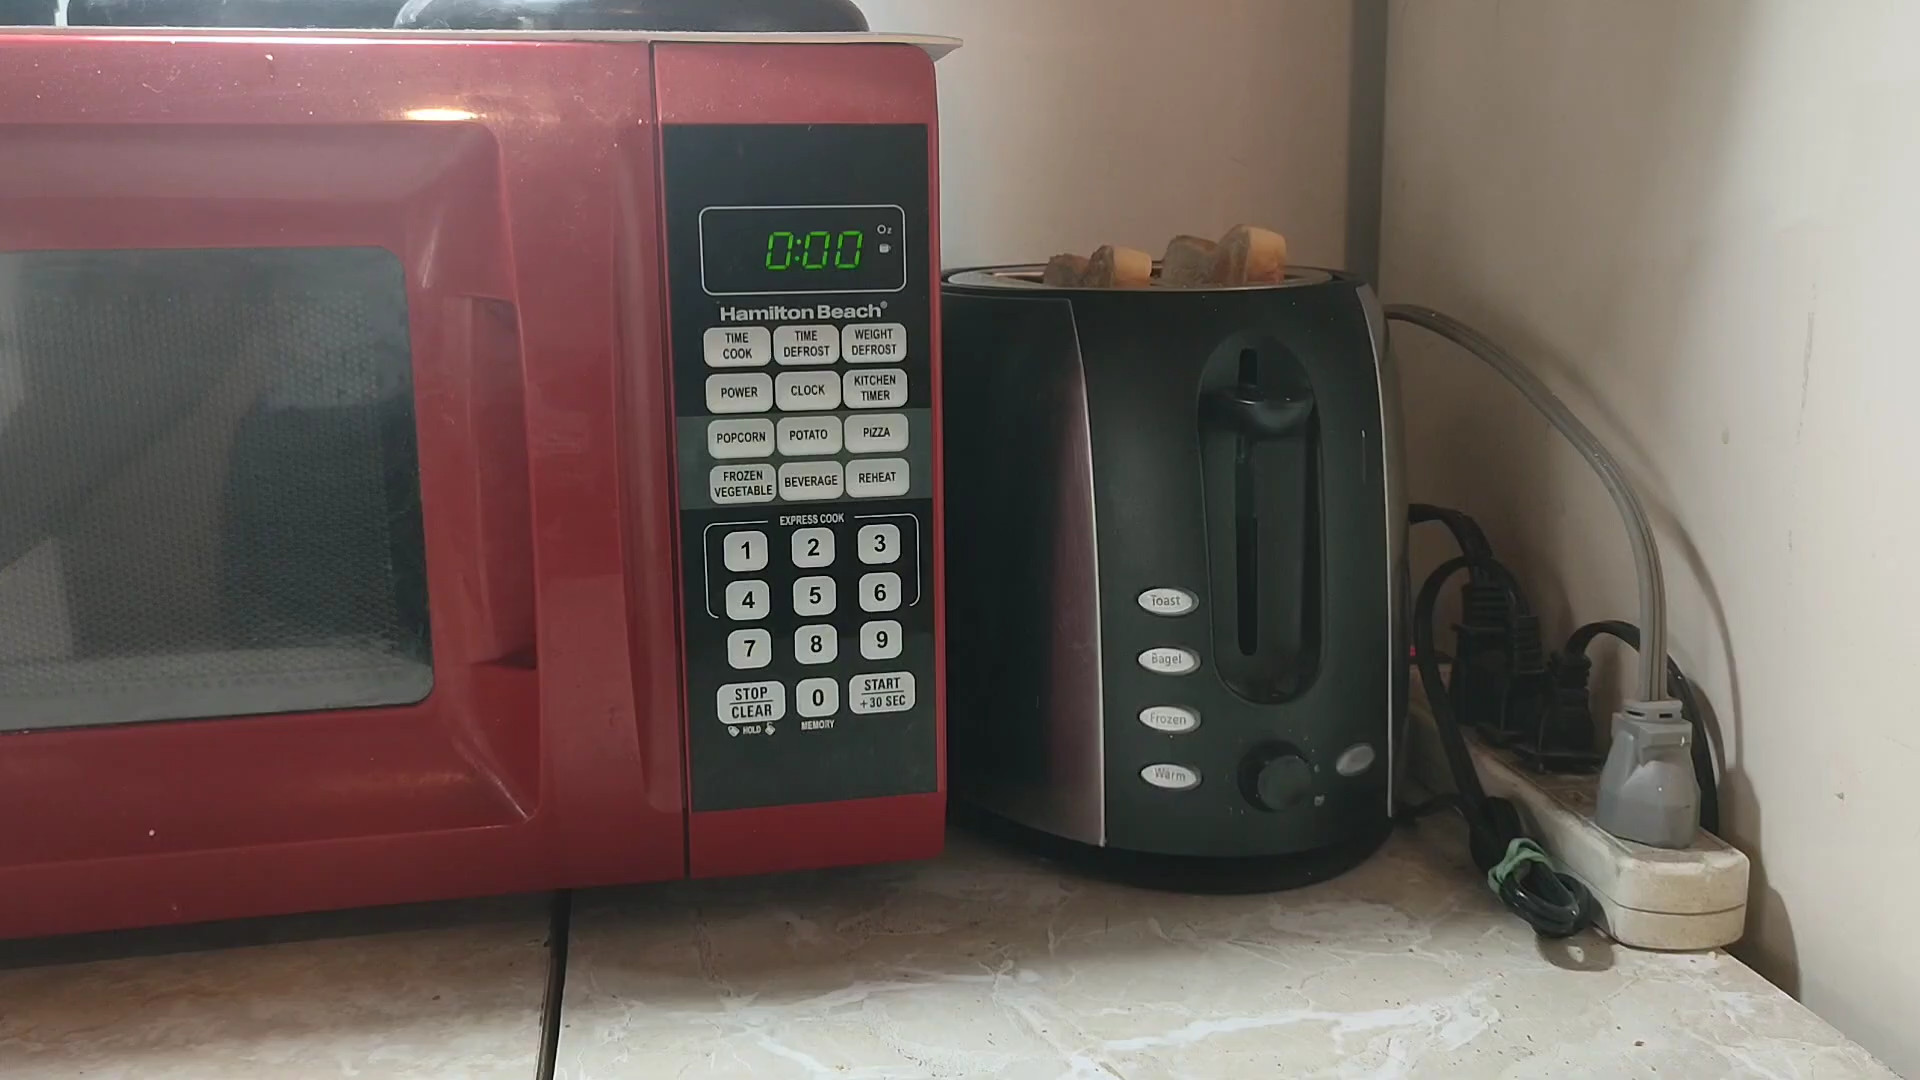 0:00
Oz
Hamilton Beach®
TIME COOK
TIME DEFROST
WEIGHT DEFROST
POWER
CLOCK
KITCHEN TIMER
POPCORN
POTATO
PIZZA
FROZEN VEGETABLE
BEVERAGE
REHEAT
EXPRESS COOK
1 2 3
4 5 6
7 8 9
STOP
CLEAR
0
START
+30 SEC
HOLD
MEMORY
Toast
Bagel
Frozen
Warm